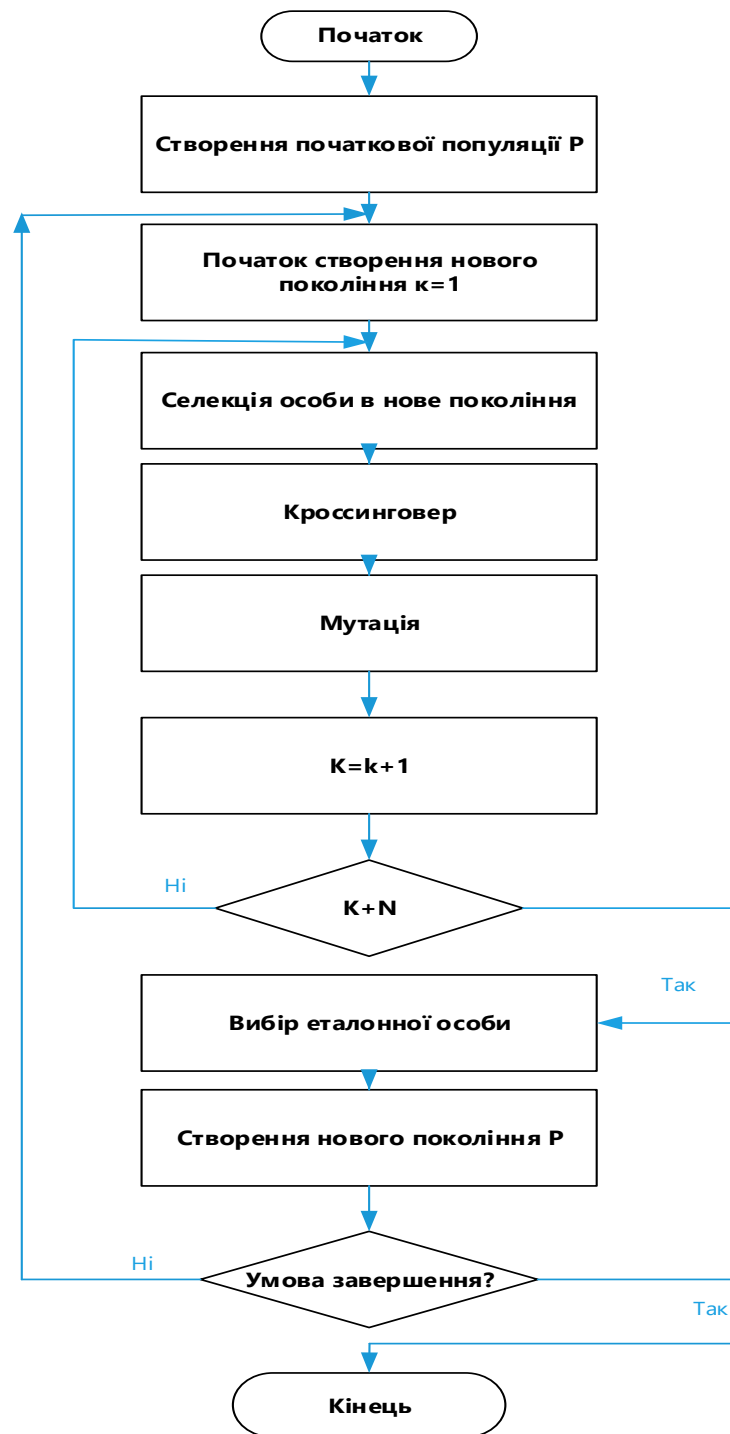 Початок
Створення початкової популяції Р
Початок створення нового
покоління к=1
Селекція особи в нове покоління
Кроссинговер
Мутація
K=k+1
Ні
K+N
Так
Вибір еталонної особи
Створення нового покоління Р
Ні
Умова завершення?
Так
Кінець